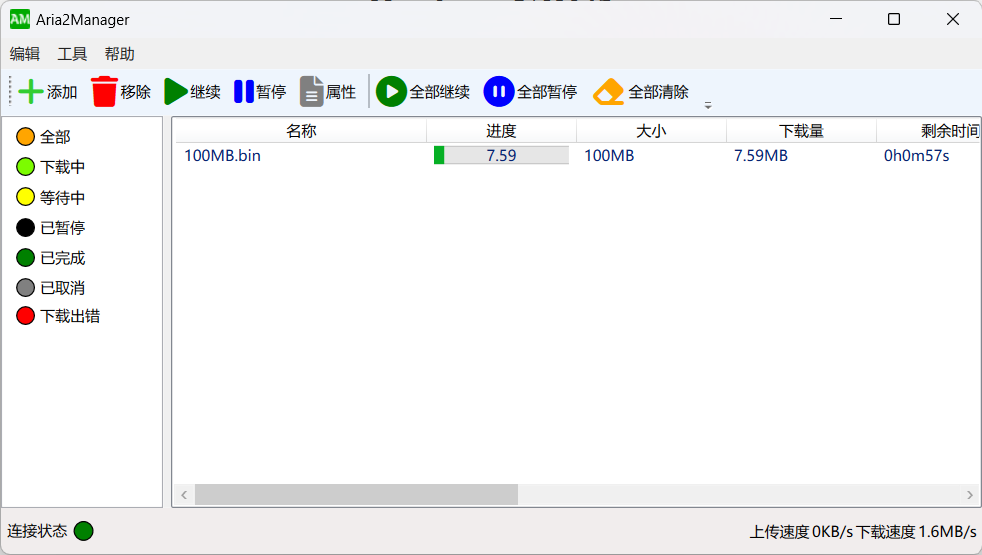 AM Aria2Manager
编辑 工具 帮助
添加 移除 继续 暂停 属性 全部继续 全部暂停 全部清除
名称 进度 大小 下载量 剩余时间
100MB.bin 7.59 100MB 7.59MB 0h0m57s
全部
下载中
等待中
已暂停
已完成
已取消
下载出错
连接状态 上传速度 0KB/s 下载速度 1.6MB/s